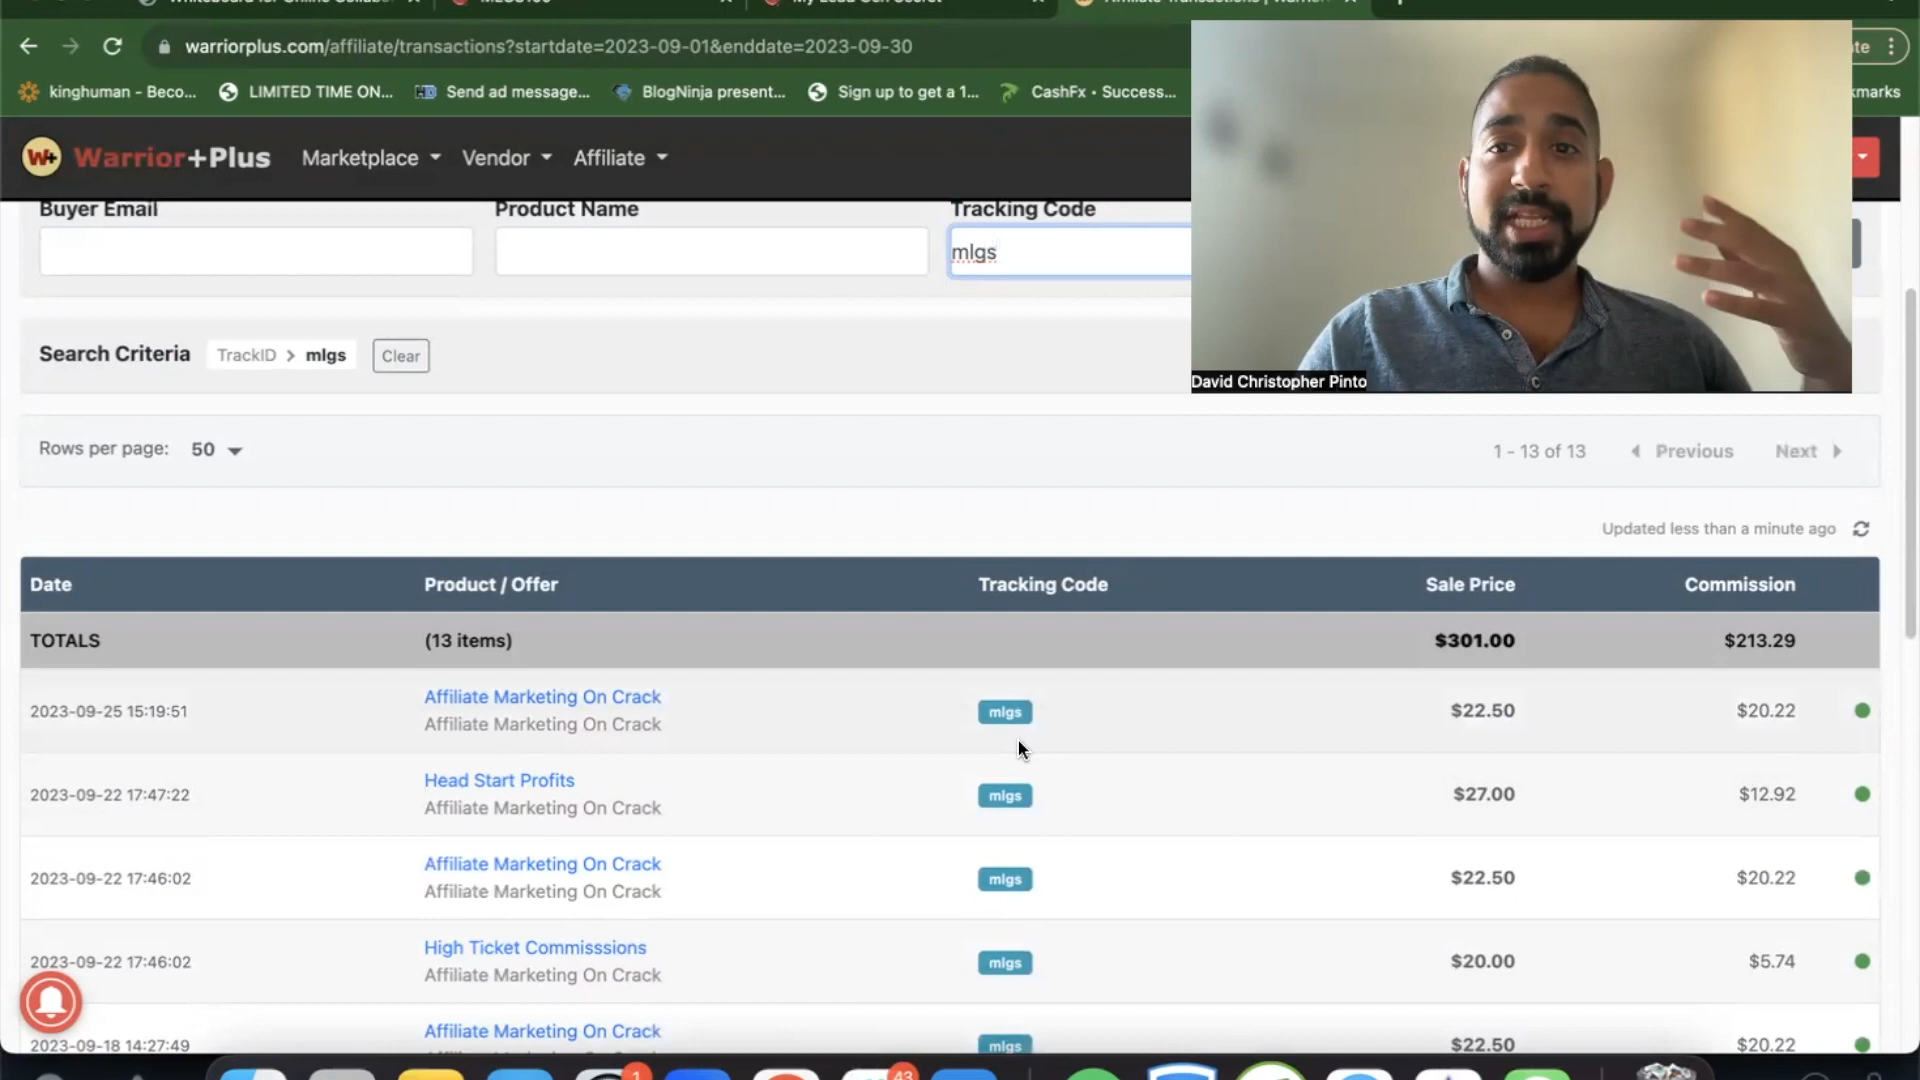 warriorplus.com/affiliate/transactions?startdate=2023-09-01&enddate=2023-09-30
kinghuman - Beco... LIMITED TIME ON... Send ad message... BlogNinja present... Sign up to get a 1... CashFx • Success...
W+ Warrior+Plus Marketplace Vendor Affiliate
Buyer Email Product Name Tracking Code
mlgs
David Christopher Pinto
Search Criteria TrackID > mlgs Clear
Rows per page: 50 1 - 13 of 13 Previous Next
Updated less than a minute ago
Date Product / Offer Tracking Code Sale Price Commission
TOTALS (13 items) $301.00 $213.29
2023-09-25 15:19:51 Affiliate Marketing On Crack mlgs $22.50 $20.22
Affiliate Marketing On Crack
2023-09-22 17:47:22 Head Start Profits mlgs $27.00 $12.92
Affiliate Marketing On Crack
2023-09-22 17:46:02 Affiliate Marketing On Crack mlgs $22.50 $20.22
Affiliate Marketing On Crack
2023-09-22 17:46:02 High Ticket Commisssions mlgs $20.00 $5.74
Affiliate Marketing On Crack
2023-09-18 14:27:49 Affiliate Marketing On Crack mlgs $22.50 $20.22
1 43